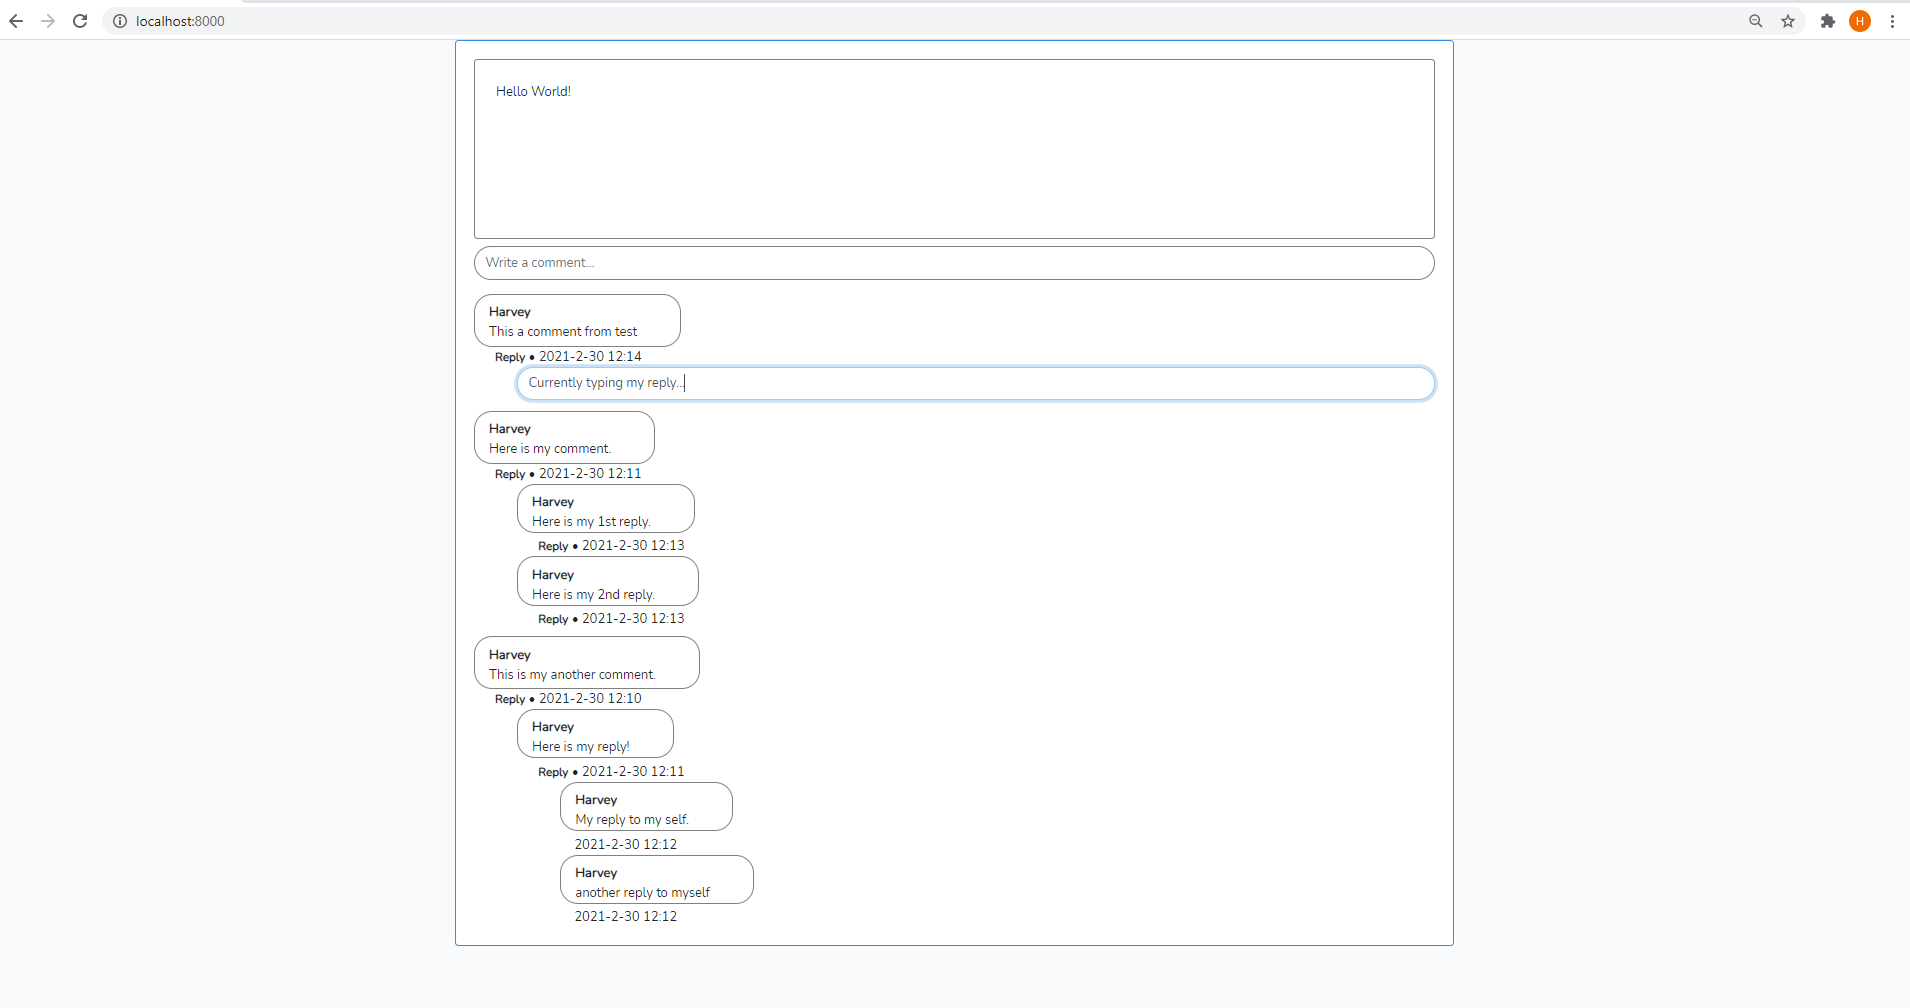 localhost:8000
H
Hello World!
Write a comment...
Harvey
This a comment from test
Reply • 2021-2-30 12:14
Currently typing my reply...
Harvey
Here is my comment.
Reply • 2021-2-30 12:11
Harvey
Here is my 1st reply.
Reply • 2021-2-30 12:13
Harvey
Here is my 2nd reply.
Reply • 2021-2-30 12:13
Harvey
This is my another comment.
Reply • 2021-2-30 12:10
Harvey
Here is my reply!
Reply • 2021-2-30 12:11
Harvey
My reply to my self.
2021-2-30 12:12
Harvey
another reply to myself
2021-2-30 12:12